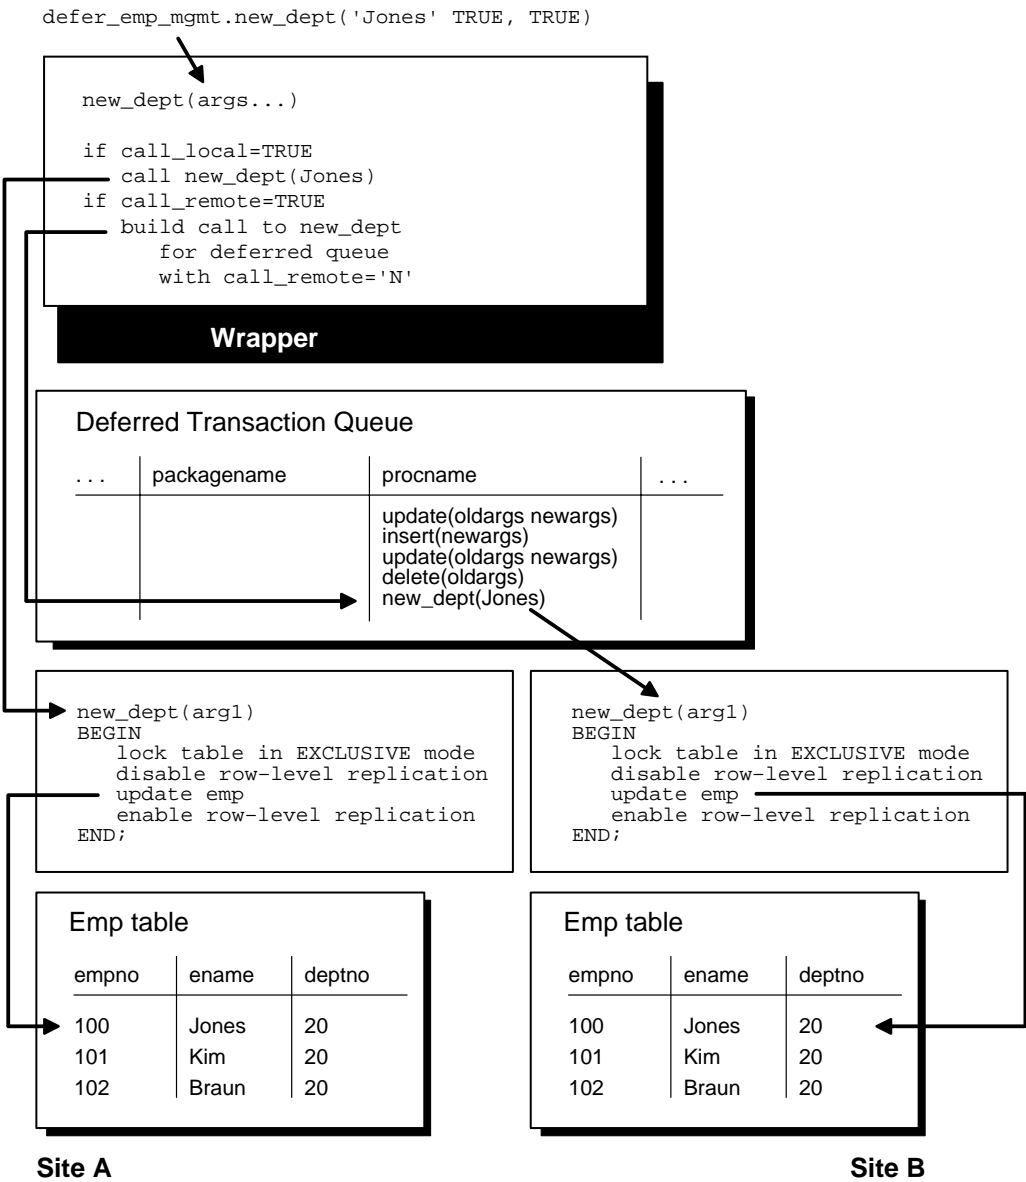 defer_emp_mgmt.new_dept('Jones' TRUE, TRUE)
new_dept(args...)
if call_local=TRUE
call new_dept(Jones)
if call_remote=TRUE
build call to new_dept
for deferred queue
with call_remote='N'
Wrapper
Deferred Transaction Queue
... packagename procname ...
update(oldargs newargs)
insert(newargs)
update(oldargs newargs)
delete(oldargs)
new_dept(Jones)
new_dept(arg1)
BEGIN
lock table in EXCLUSIVE mode
disable row-level replication
update emp
enable row-level replication
END;
new_dept(arg1)
BEGIN
lock table in EXCLUSIVE mode
disable row-level replication
update emp
enable row-level replication
END;
Emp table
empno ename deptno
100 Jones 20
101 Kim 20
102 Braun 20
Emp table
empno ename deptno
100 Jones 20
101 Kim 20
102 Braun 20
Site A
Site B